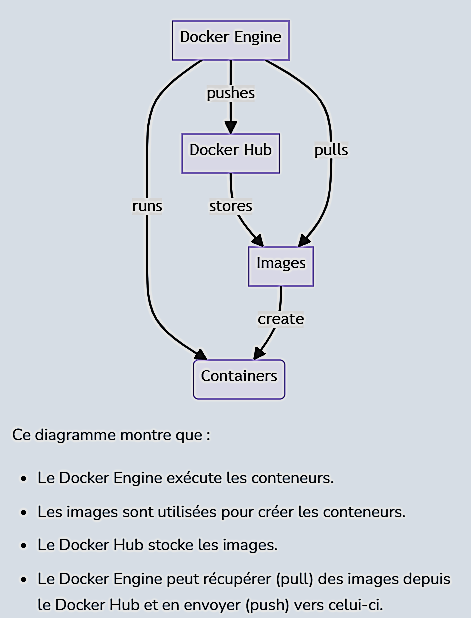 Docker Engine
pushes
Docker Hub
pulls
runs
stores
Images
create
Containers
Ce diagramme montre que :
Le Docker Engine exécute les conteneurs.
Les images sont utilisées pour créer les conteneurs.
Le Docker Hub stocke les images.
Le Docker Engine peut récupérer (pull) des images depuis
le Docker Hub et en envoyer (push) vers celui-ci.